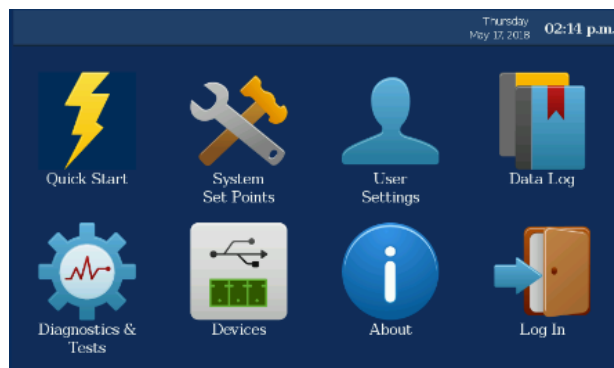 Thursday
May 17, 2018
02:14 p.m.
Quick Start
System
Set Points
User
Settings
Data Log
Diagnostics &
Tests
Devices
About
Log In